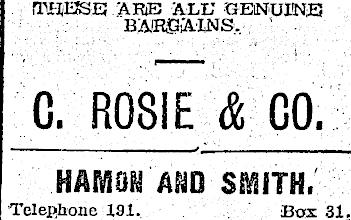 THESE ARE ALL GENUINE
BARGAINS.
C. ROSIE & CO.
HAMON AND SMITH.
Telephone 191. Box 31.